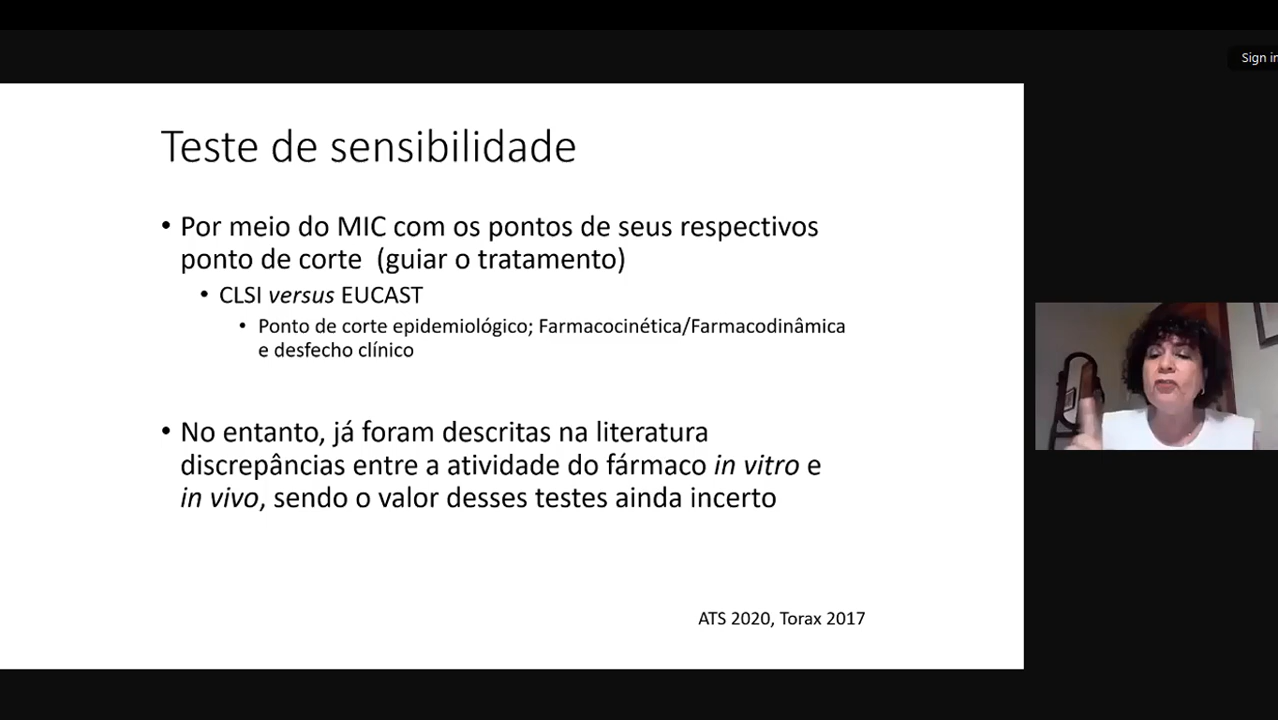 Sign in
Teste de sensibilidade
• Por meio do MIC com os pontos de seus respectivos
ponto de corte (guiar o tratamento)
• CLSI versus EUCAST
• Ponto de corte epidemiológico; Farmacocinética/Farmacodinâmica
e desfecho clínico
• No entanto, já foram descritas na literatura
discrepâncias entre a atividade do fármaco in vitro e
in vivo, sendo o valor desses testes ainda incerto
ATS 2020, Torax 2017